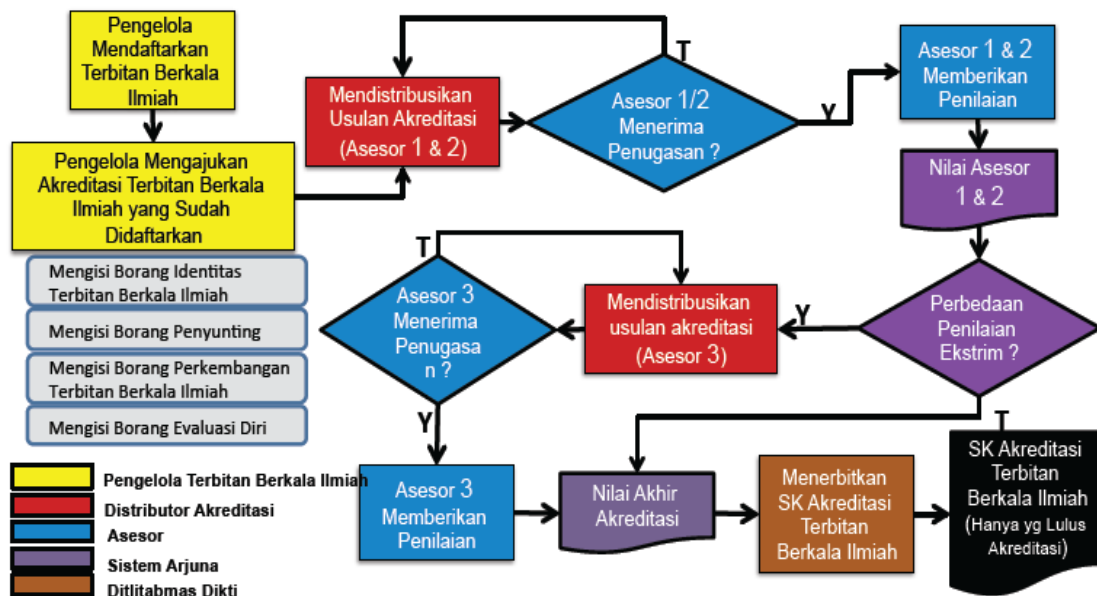 Pengelola
Mendaftarkan
Terbitan Berkala
Ilmiah
Pengelola Mengajukan
Akreditasi Terbitan Berkala
Ilmiah yang Sudah
Didaftarkan
Mengisi Borang Identitas
Terbitan Berkala Ilmiah
Mengisi Borang Penyunting
Mengisi Borang Perkembangan
Terbitan Berkala Ilmiah
Mengisi Borang Evaluasi Diri
Mendistribusikan
Usulan Akreditasi
(Asesor 1 & 2)
T
Asesor 1/2
Menerima
Penugasan ?
Y
Asesor 1 & 2
Memberikan
Penilaian
Nilai Asesor
1 & 2
Perbedaan
Penilaian
Ekstrim ?
Y
T
Mendistribusikan
usulan akreditasi
(Asesor 3)
T
Asesor 3
Menerima
Penugasa
n ?
Y
Asesor 3
Memberikan
Penilaian
Nilai Akhir
Akreditasi
Menerbitkan
SK Akreditasi
Terbitan
Berkala Ilmiah
SK Akreditasi
Terbitan
Berkala Ilmiah
(Hanya yg Lulus
Akreditasi)
Pengelola Terbitan Berkala Ilmiah
Distributor Akreditasi
Asesor
Sistem Arjuna
Ditlitabmas Dikti